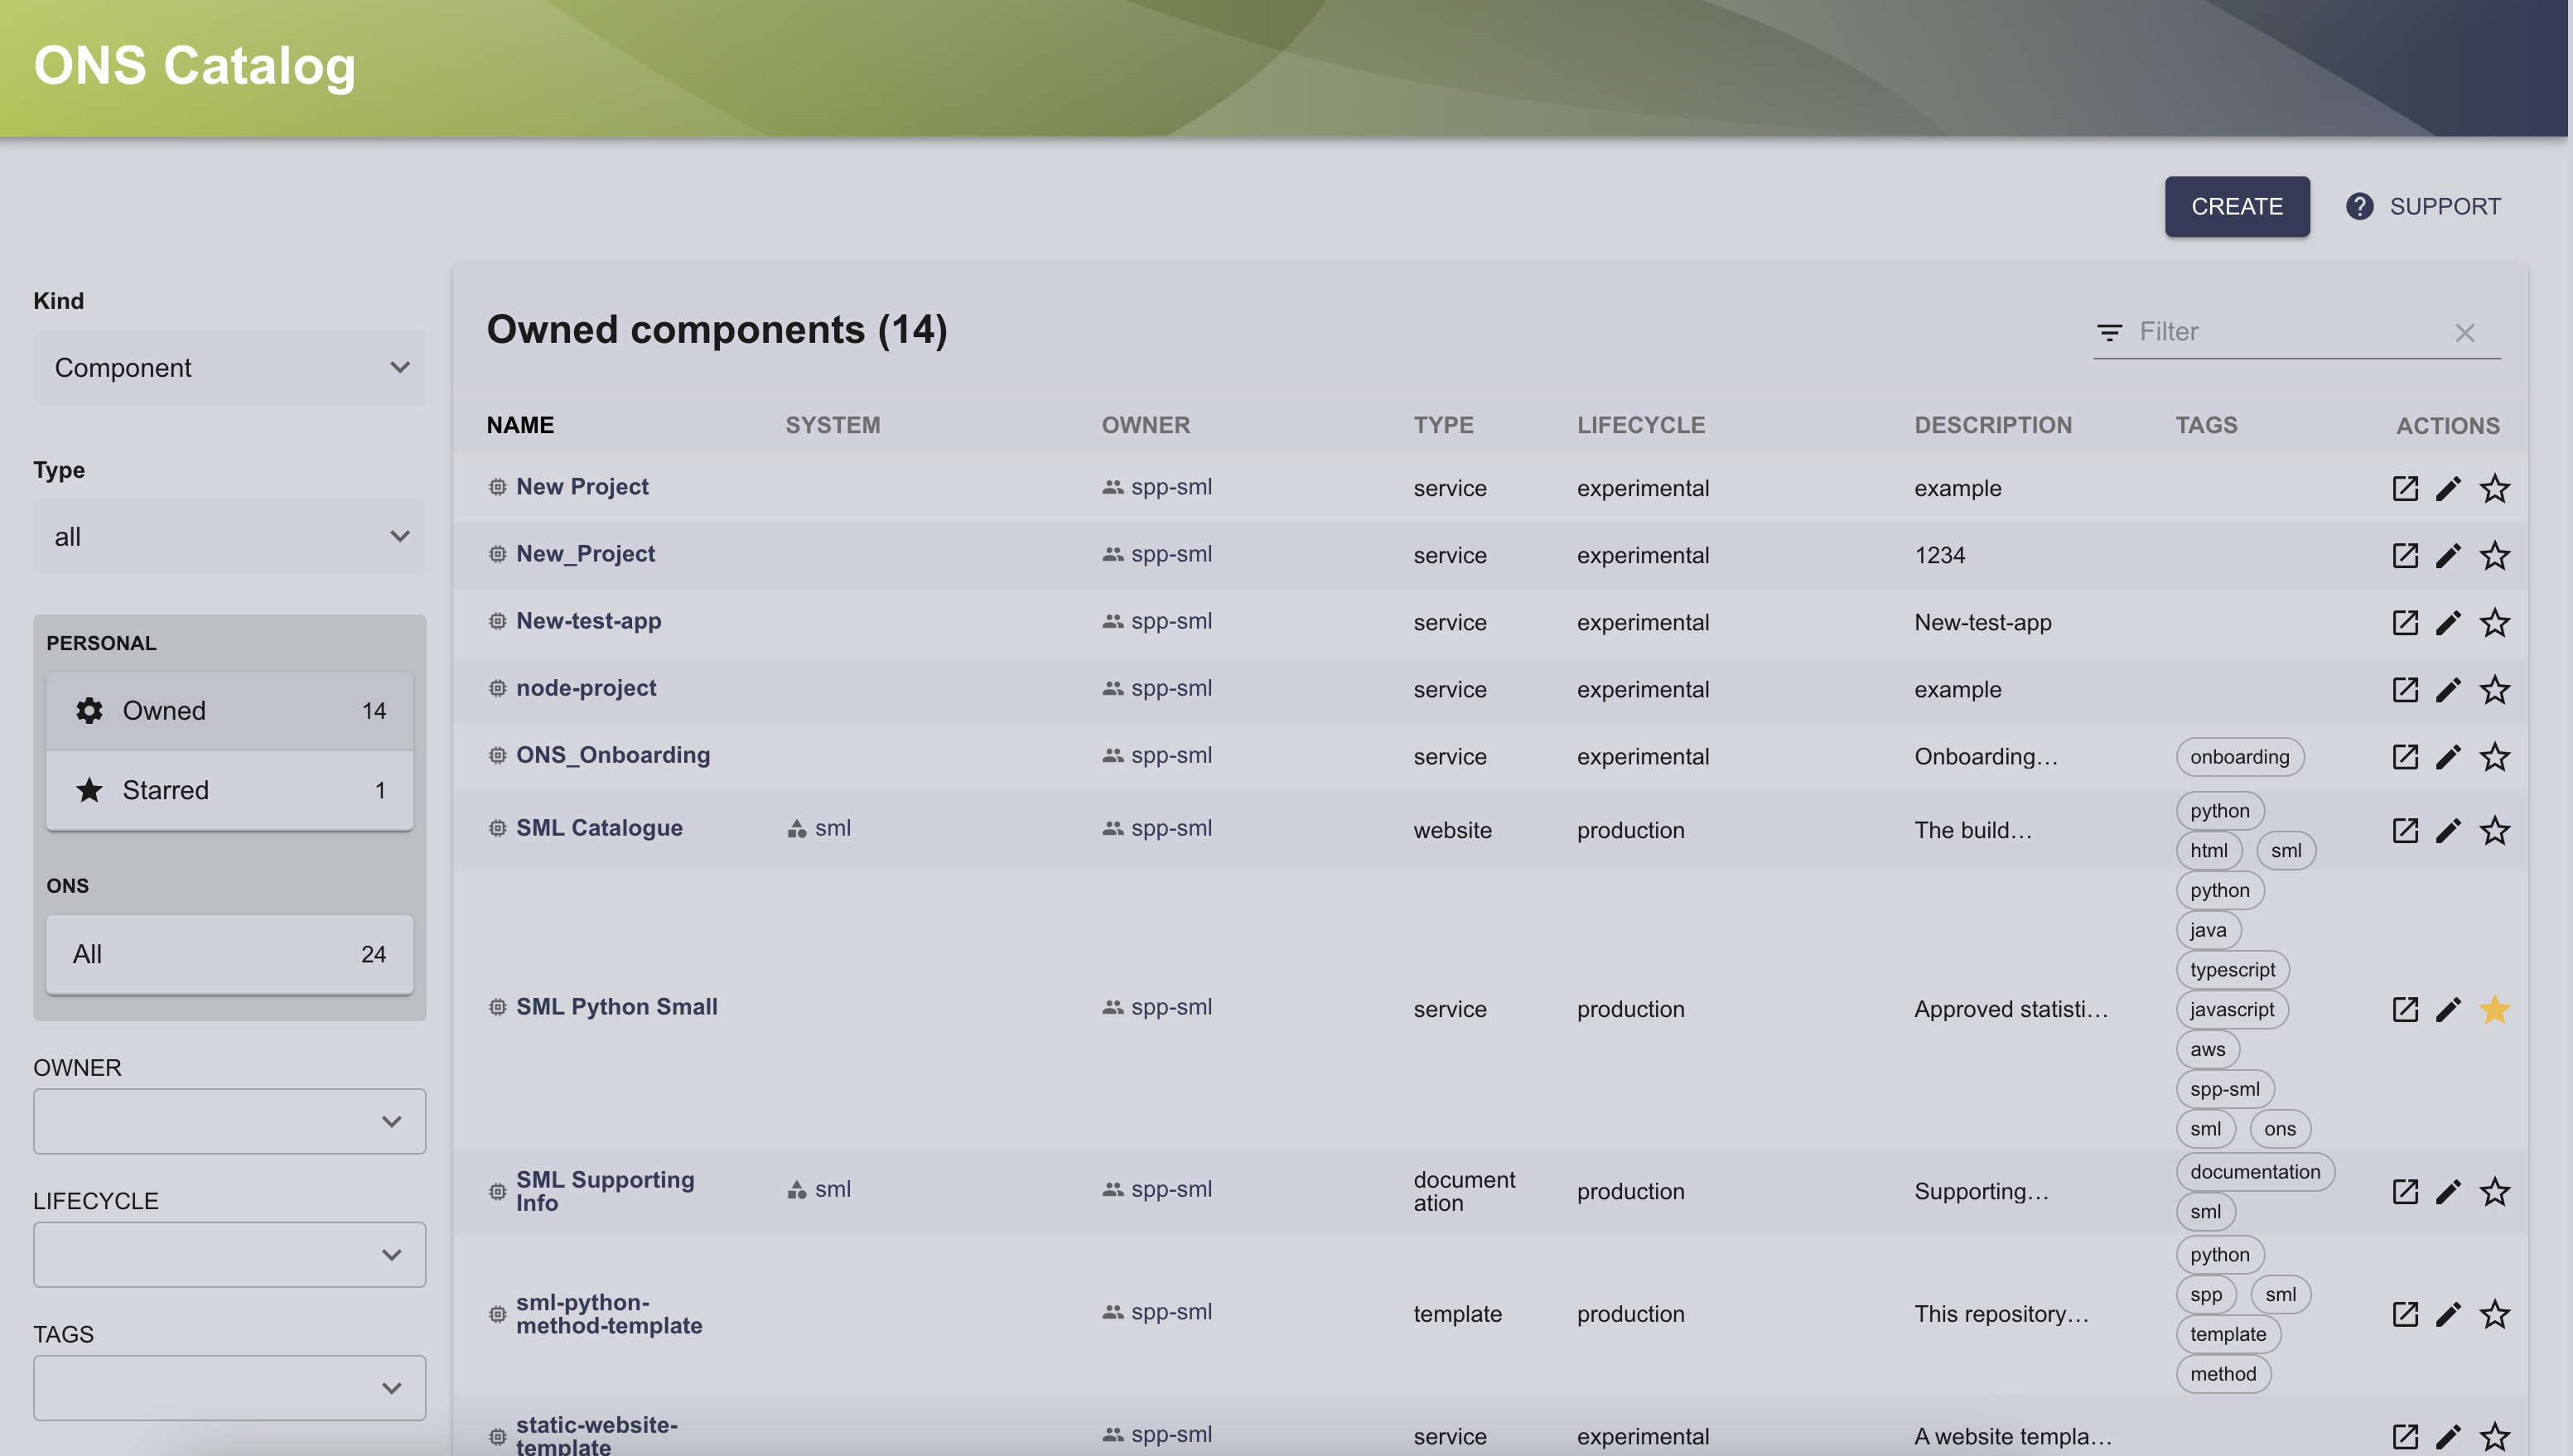 ONS Catalog
CREATE
SUPPORT
Kind
Component
Type
all
PERSONAL
Owned 14
Starred 1
ONS
All 24
OWNER
LIFECYCLE
TAGS
Owned components (14)
Filter
NAME SYSTEM OWNER TYPE LIFECYCLE DESCRIPTION TAGS ACTIONS
New Project spp-sml service experimental example
New_Project spp-sml service experimental 1234
New-test-app spp-sml service experimental New-test-app
node-project spp-sml service experimental example
ONS_Onboarding spp-sml service experimental Onboarding… onboarding
SML Catalogue sml spp-sml website production The build… python
html sml
SML Python Small spp-sml service production Approved statisti… python
java
typescript
javascript
aws
spp-sml
sml ons
SML Supporting
Info
sml spp-sml
document
ation
production Supporting…
documentation
sml
sml-python-
method-template
spp-sml template production This repository…
python
spp sml
template
method
static-website-
template
spp-sml service experimental A website templa…